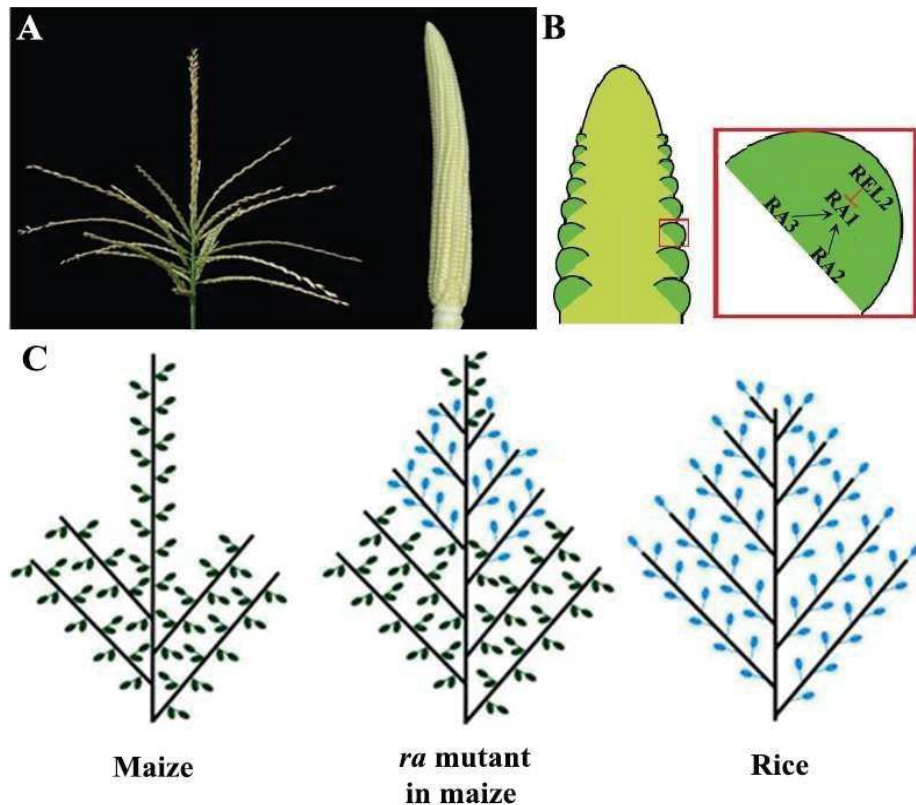 A
B
REL2
RA1
RA3
RA2
C
Maize
ra mutant
in maize
Rice